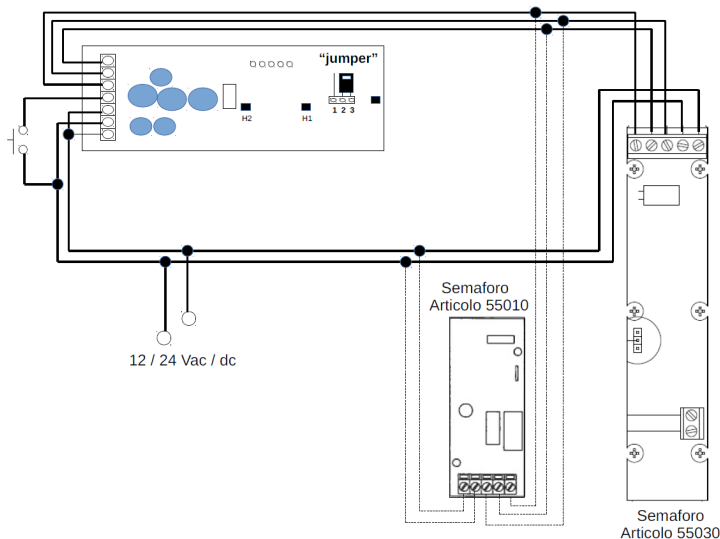 “jumper”
1 2 3
H2
H1
Semaforo
Articolo 55010
12 / 24 Vac / dc
Semaforo
Articolo 55030